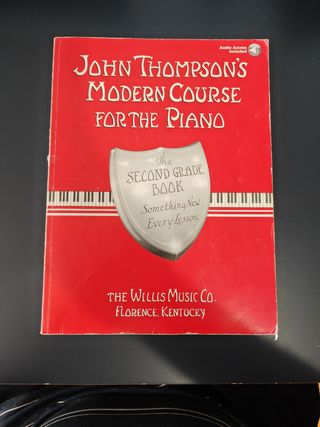 Audio Access
Included
JOHN THOMPSON'S
MODERN COURSE
FOR THE PIANO
The
SECOND GRADE
BOOK
Something New
Every Lesson
THE WILLIS MUSIC CO.
FLORENCE, KENTUCKY